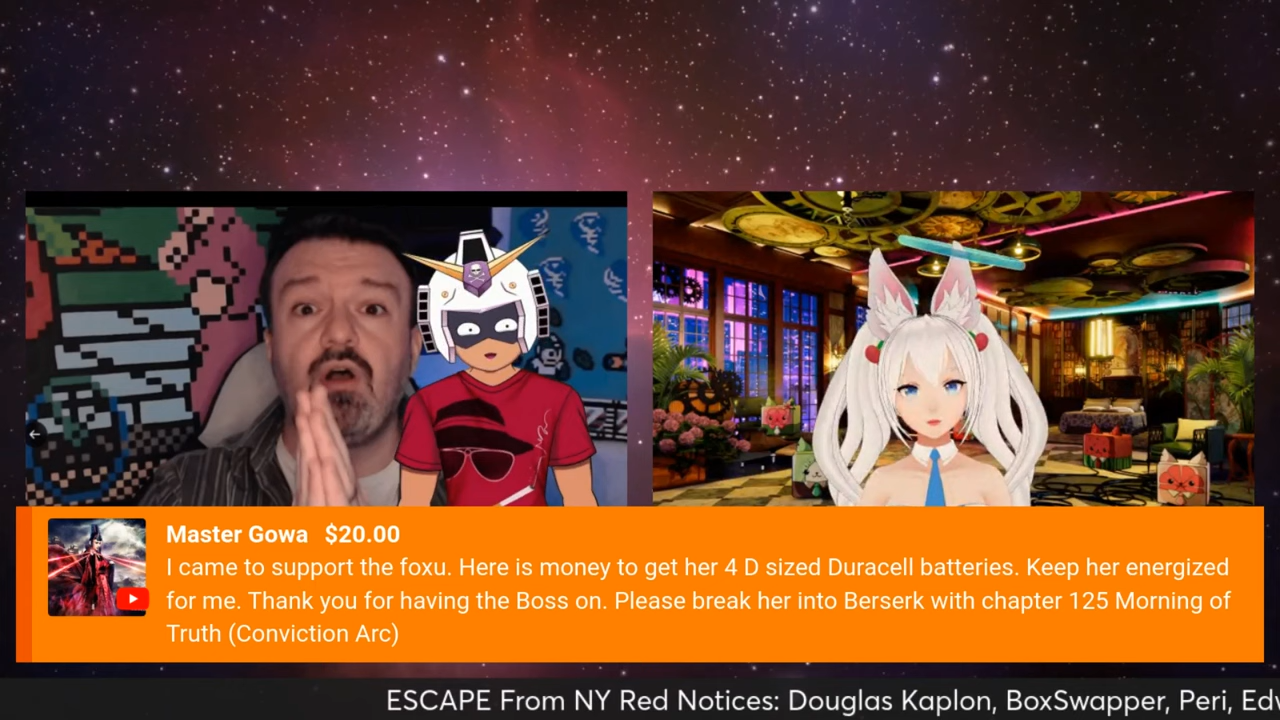 Master Gowa $20.00
I came to support the foxu. Here is money to get her 4 D sized Duracell batteries. Keep her energized
for me. Thank you for having the Boss on. Please break her into Berserk with chapter 125 Morning of
Truth (Conviction Arc)
ESCAPE From NY Red Notices: Douglas Kaplon, BoxSwapper, Peri,